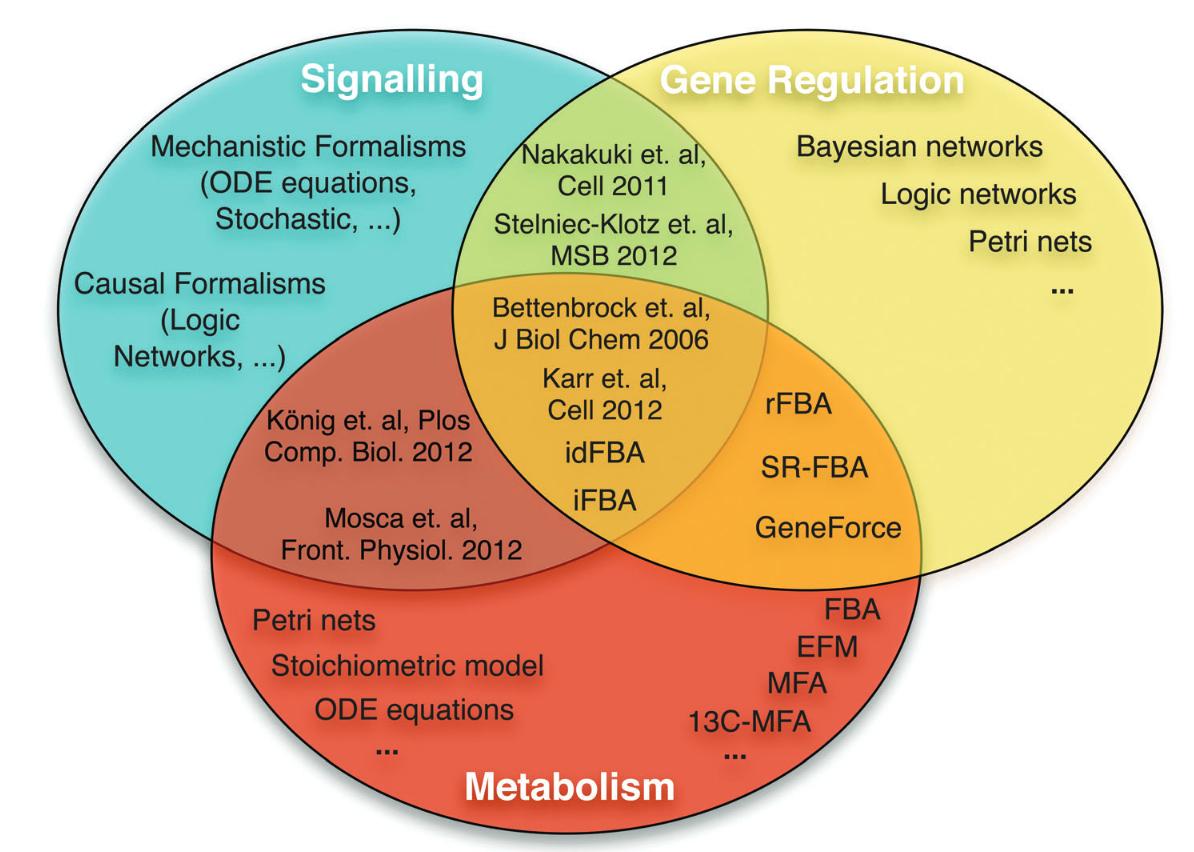 Signalling
Gene Regulation
Mechanistic Formalisms
(ODE equations,
Stochastic, ...)
Causal Formalisms
(Logic
Networks, ...)
Nakakuki et. al,
Cell 2011
Stelniec-Klotz et. al,
MSB 2012
Bayesian networks
Logic networks
Petri nets
...
Bettenbrock et. al,
J Biol Chem 2006
Karr et. al,
Cell 2012
idFBA
iFBA
König et. al, Plos
Comp. Biol. 2012
Mosca et. al,
Front. Physiol. 2012
rFBA
SR-FBA
GeneForce
Petri nets
Stoichiometric model
ODE equations
...
FBA
EFM
MFA
13C-MFA
...
Metabolism